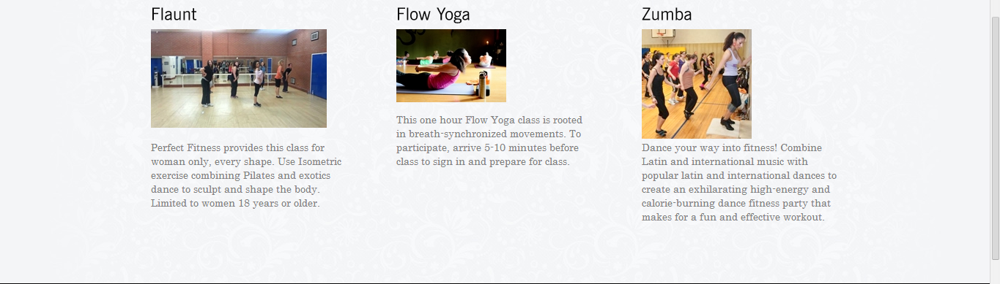 Flaunt
Perfect Fitness provides this class for
woman only, every shape. Use Isometric
exercise combining Pilates and exotics
dance to sculpt and shape the body.
Limited to women 18 years or older.
Flow Yoga
This one hour Flow Yoga class is rooted
in breath-synchronized movements. To
participate, arrive 5-10 minutes before
class to sign in and prepare for class.
Zumba
Dance your way into fitness! Combine
Latin and international music with
popular latin and international dances to
create an exhilarating high-energy and
calorie-burning dance fitness party that
makes for a fun and effective workout.